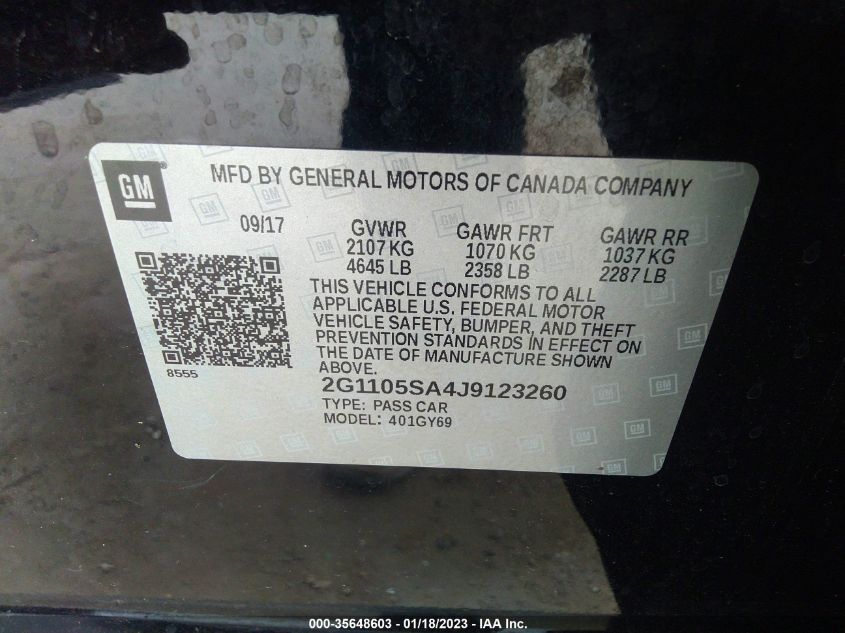 GM
MFD BY GENERAL MOTORS OF CANADA COMPANY
09/17
GVWR
2107 KG
4645 LB
GAWR FRT
1070 KG
2358 LB
GAWR RR
1037 KG
2287 LB
THIS VEHICLE CONFORMS TO ALL
APPLICABLE U.S. FEDERAL MOTOR
VEHICLE SAFETY, BUMPER, AND THEFT
PREVENTION STANDARDS IN EFFECT ON
THE DATE OF MANUFACTURE SHOWN
ABOVE.
8555
2G1105SA4J9123260
TYPE: PASS CAR
MODEL: 401GY69
000-35648603 — 01/18/2023 — IAA Inc.